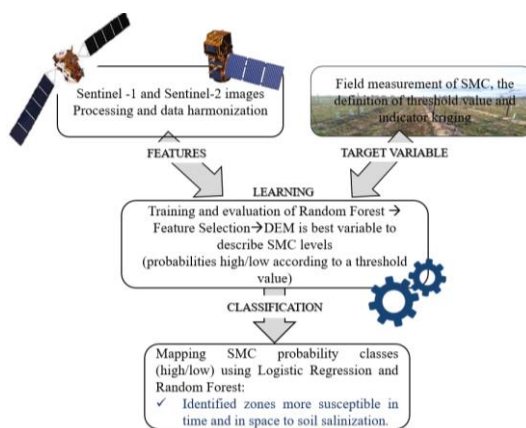 Sentinel -1 and Sentinel-2 images
Processing and data harmonization
Field measurement of SMC, the
definition of threshold value and
indicator kriging
FEATURES
TARGET VARIABLE
LEARNING
Training and evaluation of Random Forest →
Feature Selection→DEM is best variable to
describe SMC levels
(probabilities high/low according to a threshold
value)
CLASSIFICATION
Mapping SMC probability classes
(high/low) using Logistic Regression and
Random Forest:
✓ Identified zones more susceptible in
time and in space to soil salinization.